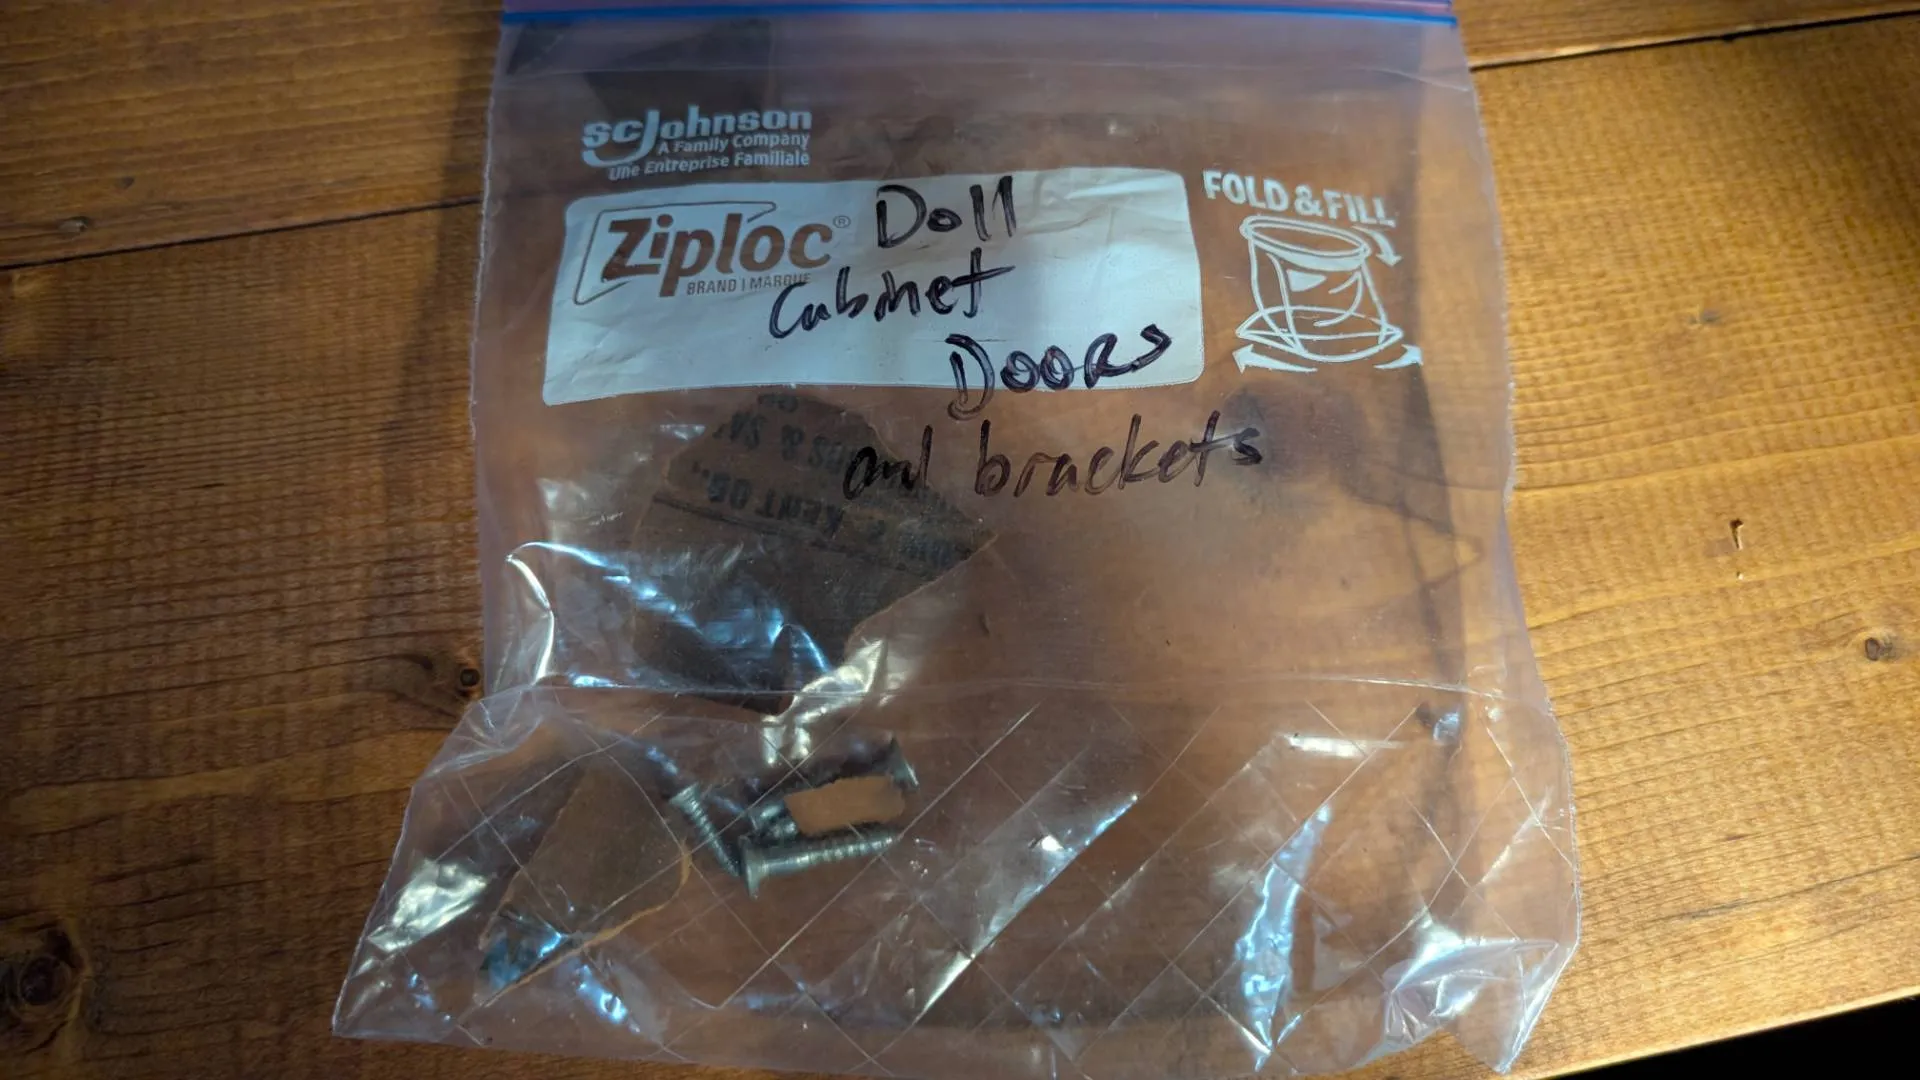 scJohnson
A Family Company
Une Entreprise Familiale
Ziploc®
BRAND | MARQUE
FOLD & FILL
Doll
Cabinet
Doors
and brackets